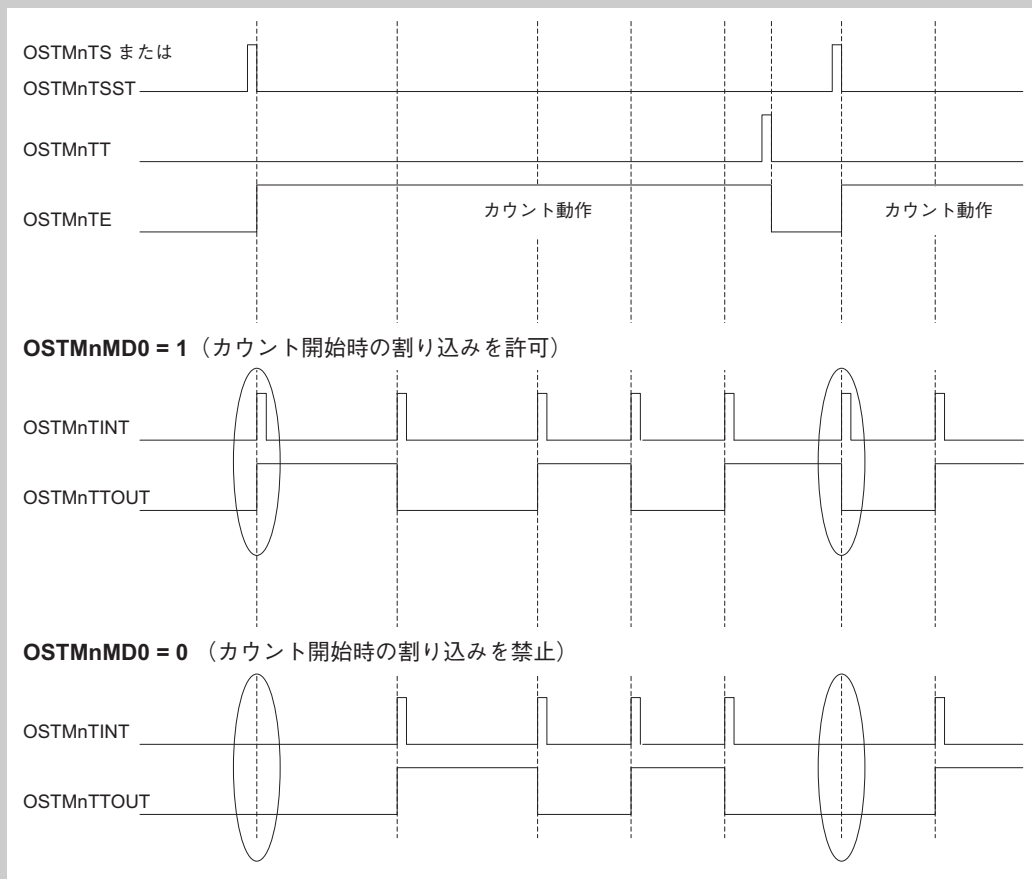 OSTMnTS または
OSTMnTSST
OSTMnTT
OSTMnTE
カウント動作
カウント動作
OSTMnMD0 = 1（カウント開始時の割り込みを許可）
OSTMnTINT
OSTMnTTOUT
OSTMnMD0 = 0 （カウント開始時の割り込みを禁止）
OSTMnTINT
OSTMnTTOUT